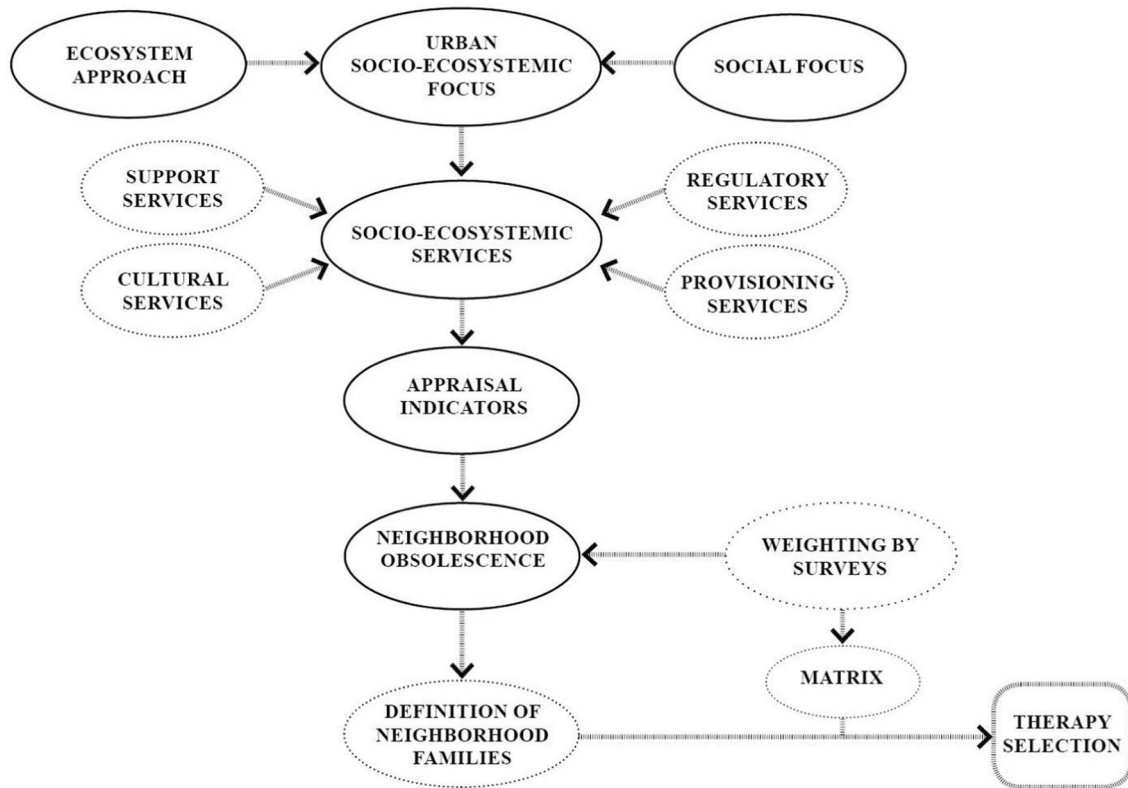 ECOSYSTEM
APPROACH
URBAN
SOCIO-ECOSYSTEMIC
FOCUS
SOCIAL FOCUS
SUPPORT
SERVICES
REGULATORY
SERVICES
SOCIO-ECOSYSTEMIC
SERVICES
CULTURAL
SERVICES
PROVISIONING
SERVICES
APPRAISAL
INDICATORS
NEIGHBORHOOD
OBSOLESCENCE
WEIGHTING BY
SURVEYS
MATRIX
DEFINITION OF
NEIGHBORHOOD
FAMILIES
THERAPY
SELECTION